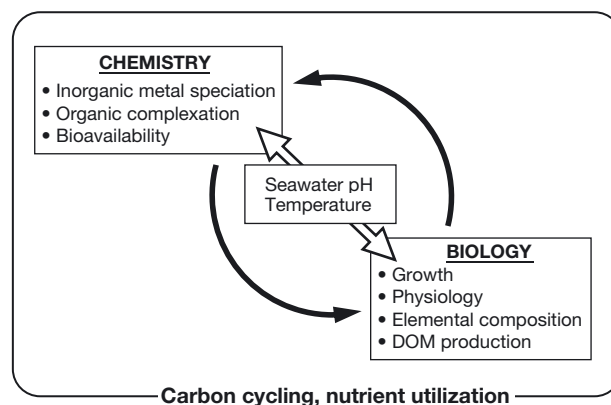 CHEMISTRY
• Inorganic metal speciation
• Organic complexation
• Bioavailability
Seawater pH
Temperature
BIOLOGY
• Growth
• Physiology
• Elemental composition
• DOM production
Carbon cycling, nutrient utilization